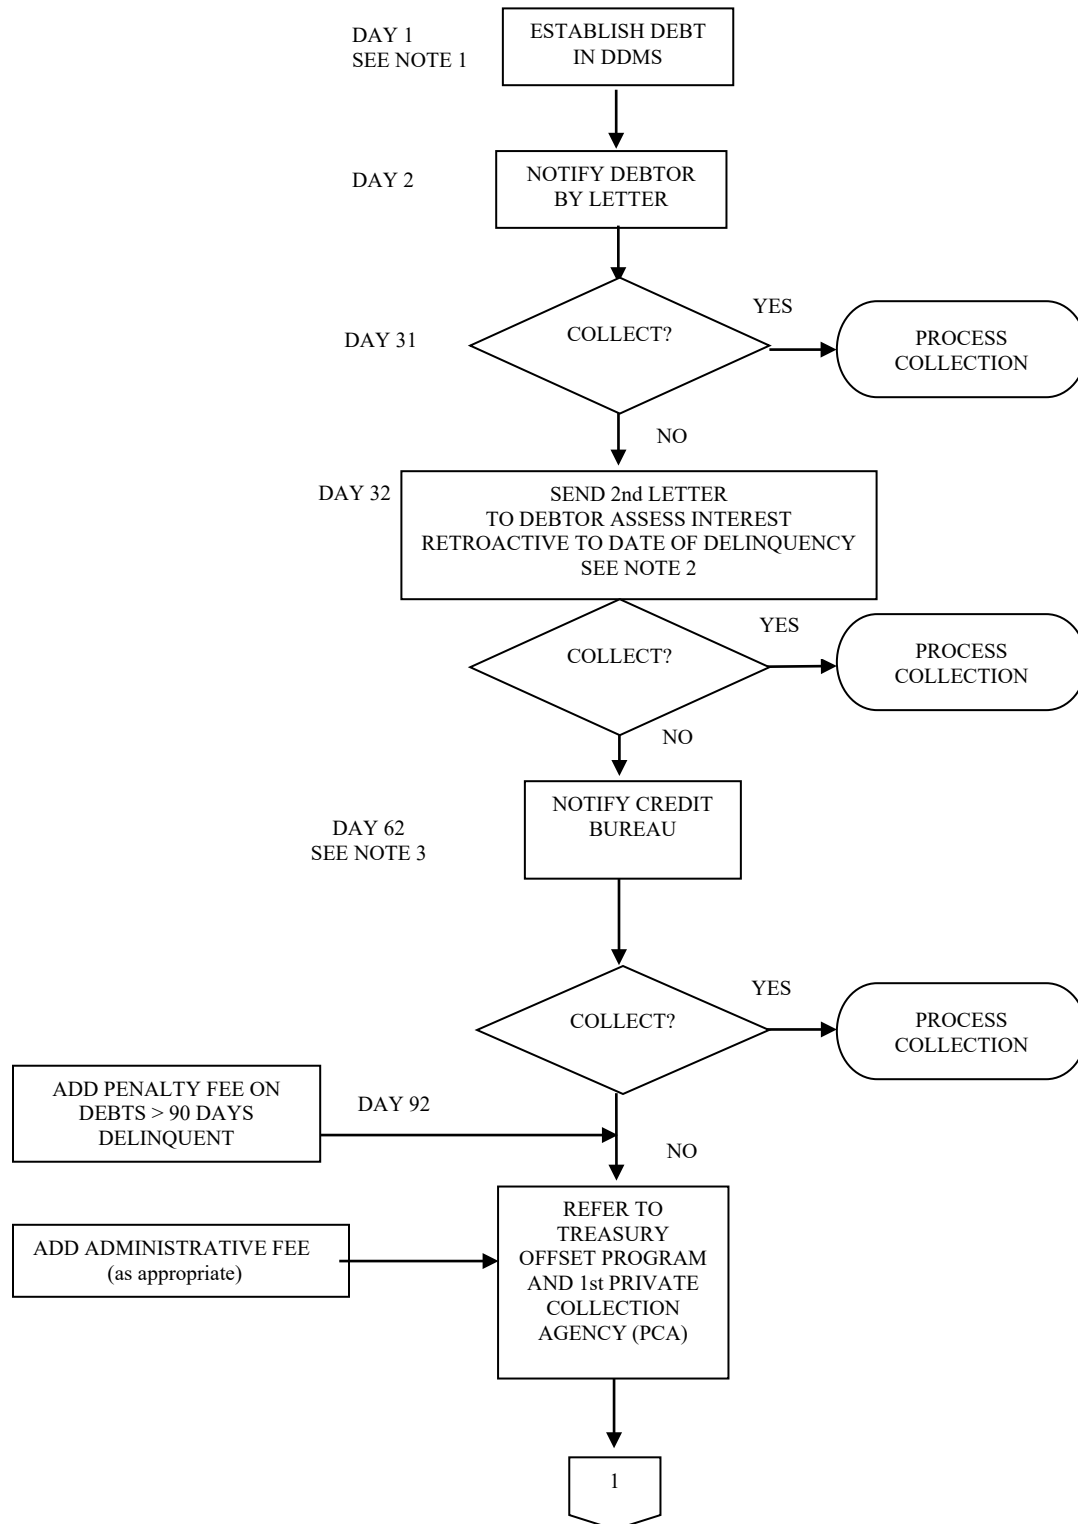 DAY 1
SEE NOTE 1
ESTABLISH DEBT
IN DDMS
DAY 2
NOTIFY DEBTOR
BY LETTER
DAY 31
COLLECT?
YES
PROCESS
COLLECTION
NO
DAY 32
SEND 2nd LETTER
TO DEBTOR ASSESS INTEREST
RETROACTIVE TO DATE OF DELINQUENCY
SEE NOTE 2
COLLECT?
YES
PROCESS
COLLECTION
NO
DAY 62
SEE NOTE 3
NOTIFY CREDIT
BUREAU
COLLECT?
YES
PROCESS
COLLECTION
ADD PENALTY FEE ON
DEBTS > 90 DAYS
DELINQUENT
DAY 92
NO
ADD ADMINISTRATIVE FEE
(as appropriate)
REFER TO
TREASURY
OFFSET PROGRAM
AND 1st PRIVATE
COLLECTION
AGENCY (PCA)
1